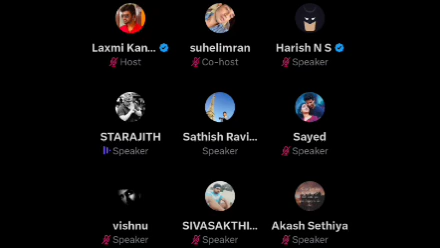 Laxmi Kan... suhelimran Harish N S
Host Co-host Speaker
STARAJITH Sathish Ravi... Sayed
Speaker Speaker Speaker
vishnu SIVASAKTHI... Akash Sethiya
Speaker Speaker Speaker